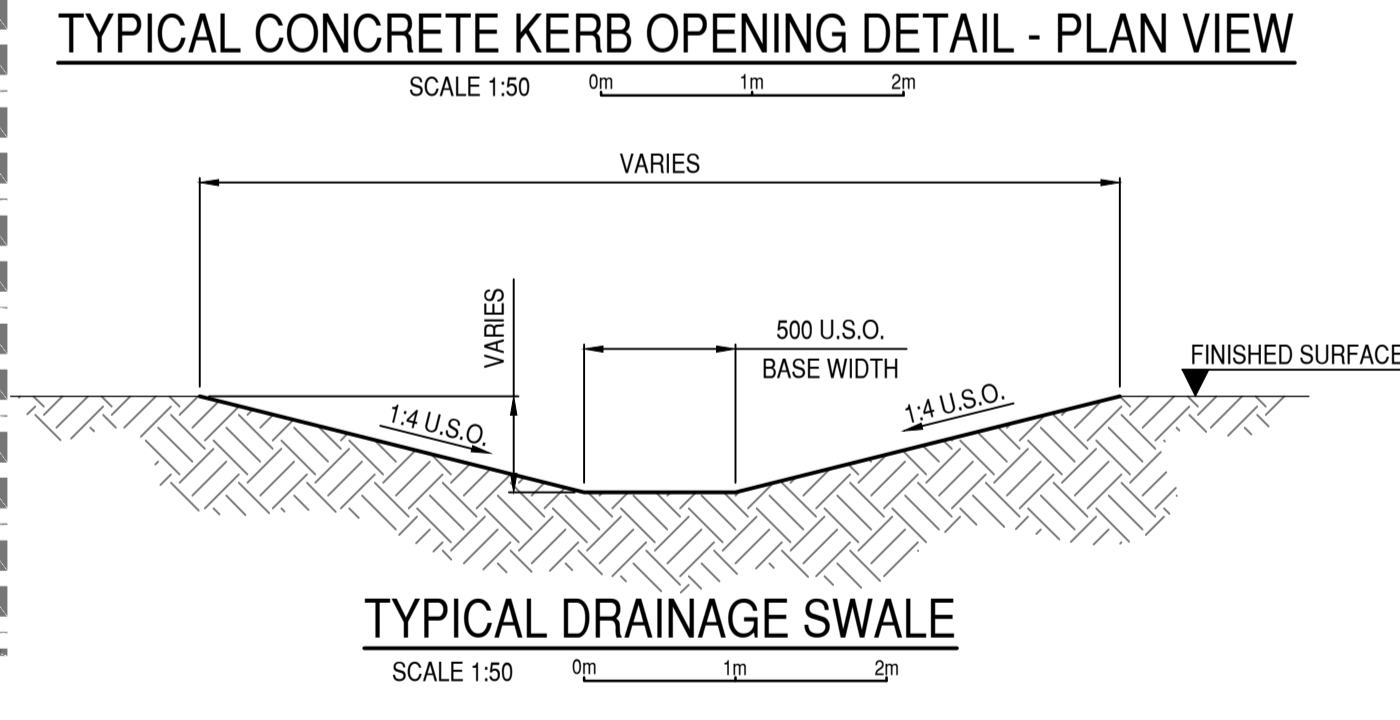 TYPICAL CONCRETE KERB OPENING DETAIL - PLAN VIEW
SCALE 1:50 0m 1m 2m
VARIES
VARIES
500 U.S.O.
BASE WIDTH
FINISHED SURFACE
1:4 U.S.O.
1:4 U.S.O.
TYPICAL DRAINAGE SWALE
SCALE 1:50 0m 1m 2m